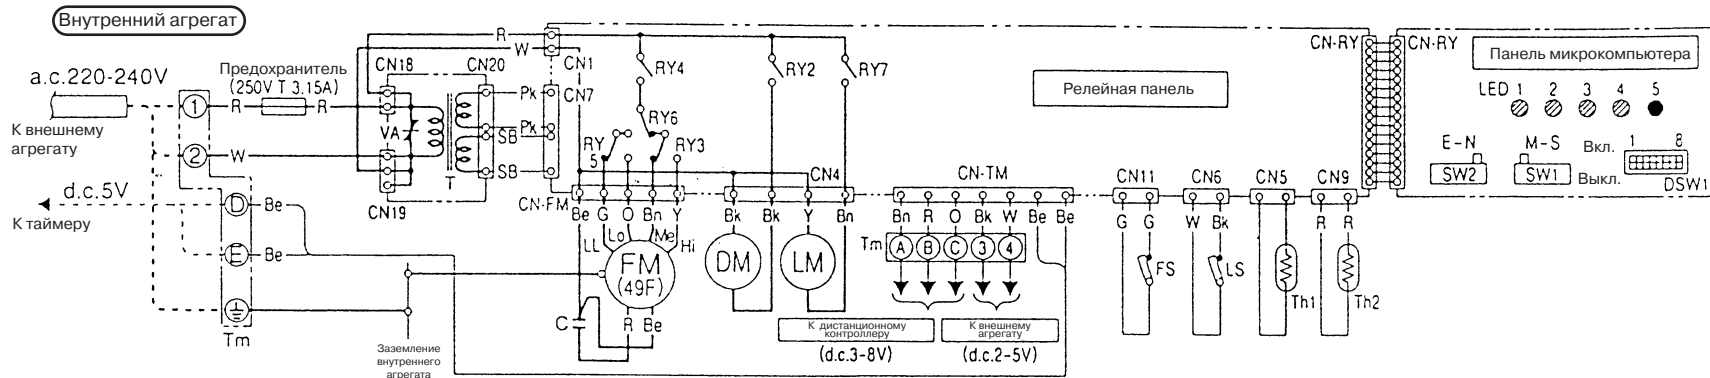 Внутренний агрегат
a.c.220-240V
К внешнему
агрегату
d.c.5V
К таймеру
1
2
D
E
Tm
R
Предохранитель
(250V T 3.15A)
R
W
Be
Be
CN18
CN20
VA
T
CN19
R
W
CN1
CN7
Pk
Pk
SB
SB
RY4
RY2
RY7
RY6
RY
5
RY3
Релейная панель
CN-FM
CN4
CN-TM
CN11
CN6
CN5
CN9
Be G O Bn Y
Bk Bk Y Bn
Bn R O Bk W Be Be
G G
W Bk
R R
LL Lo Me Hi
FM
(49F)
DM
LM
Tm A B C 3 4
FS
LS
Th1
Th2
C
R Be
Заземление
внутреннего
агрегата
К дистанционному
контроллеру
(d.c.3-8V)
К внешнему
агрегату
(d.c.2-5V)
CN-RY
CN-RY
Панель микрокомпьютера
LED 1 2 3 4 5
E-N
SW2
M-S
SW1
Вкл.
1 8
Выкл.
DSW1